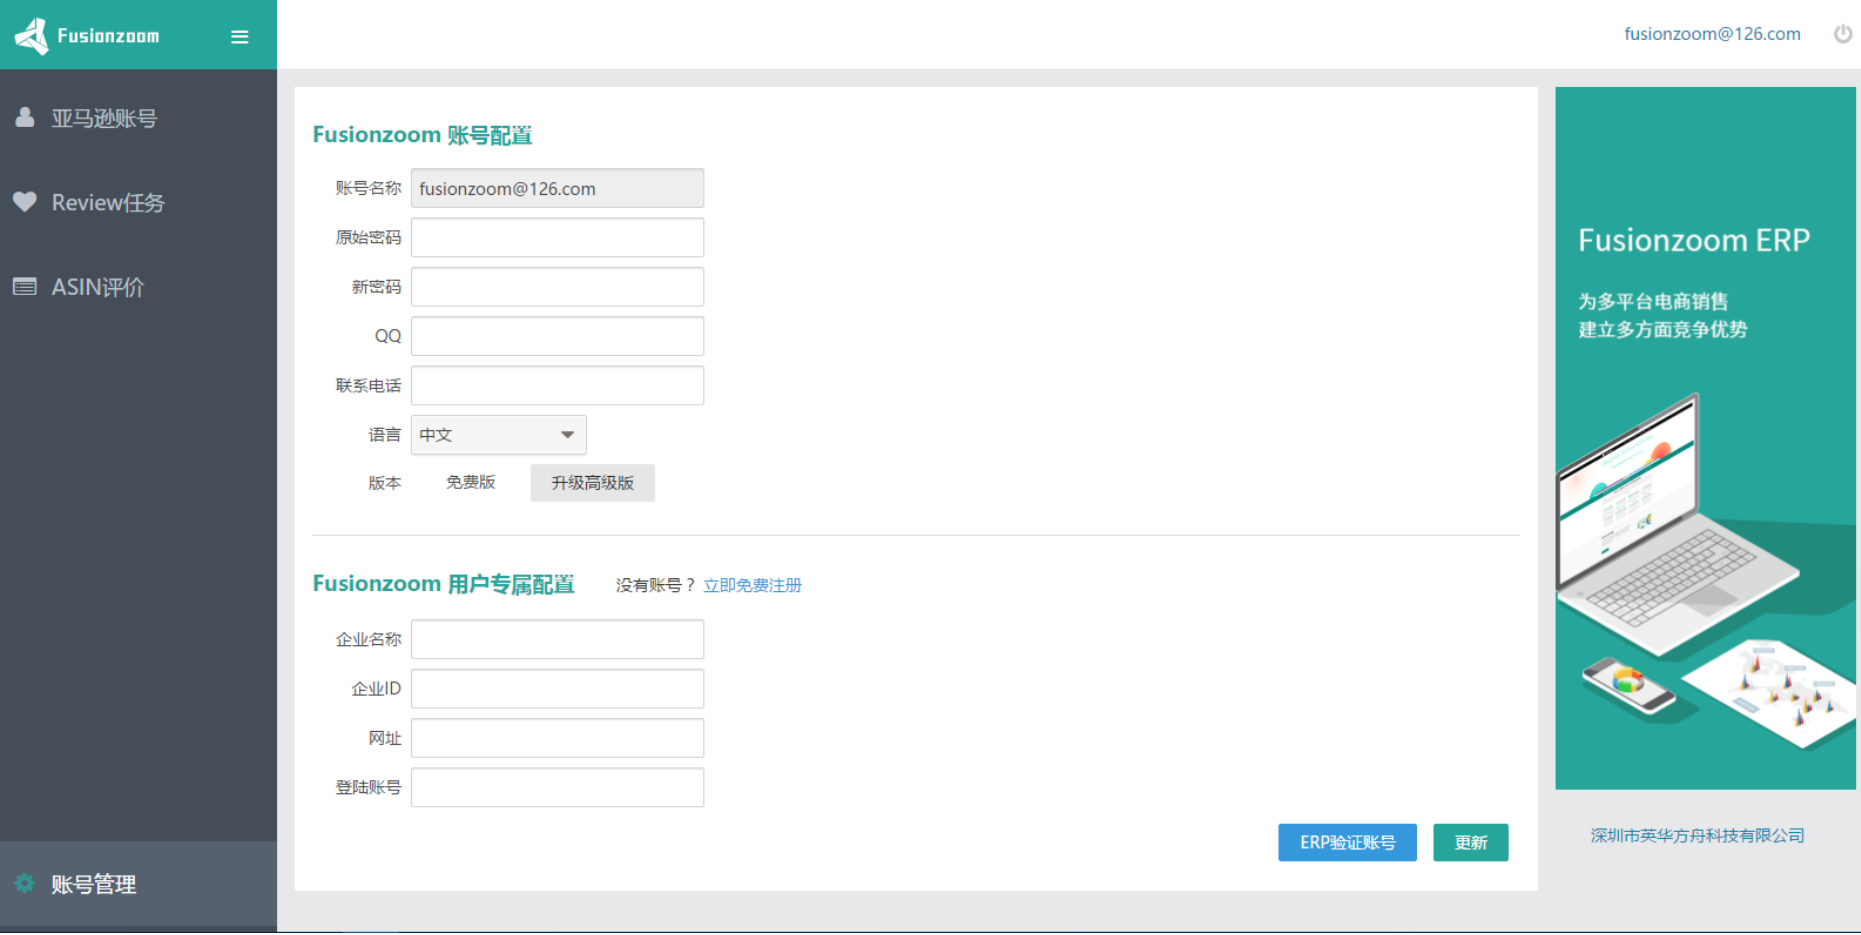 Fusionzoom
fusionzoom@126.com
亚马逊账号
Review任务
ASIN评价
账号管理
Fusionzoom 账号配置
账号名称 fusionzoom@126.com
原始密码
新密码
QQ
联系电话
语言 中文
版本 免费版 升级高级版
Fusionzoom 用户专属配置 没有账号？ 立即免费注册
企业名称
企业ID
网址
登陆账号
ERP验证账号 更新
Fusionzoom ERP
为多平台电商销售
建立多方面竞争优势
深圳市英华方舟科技有限公司